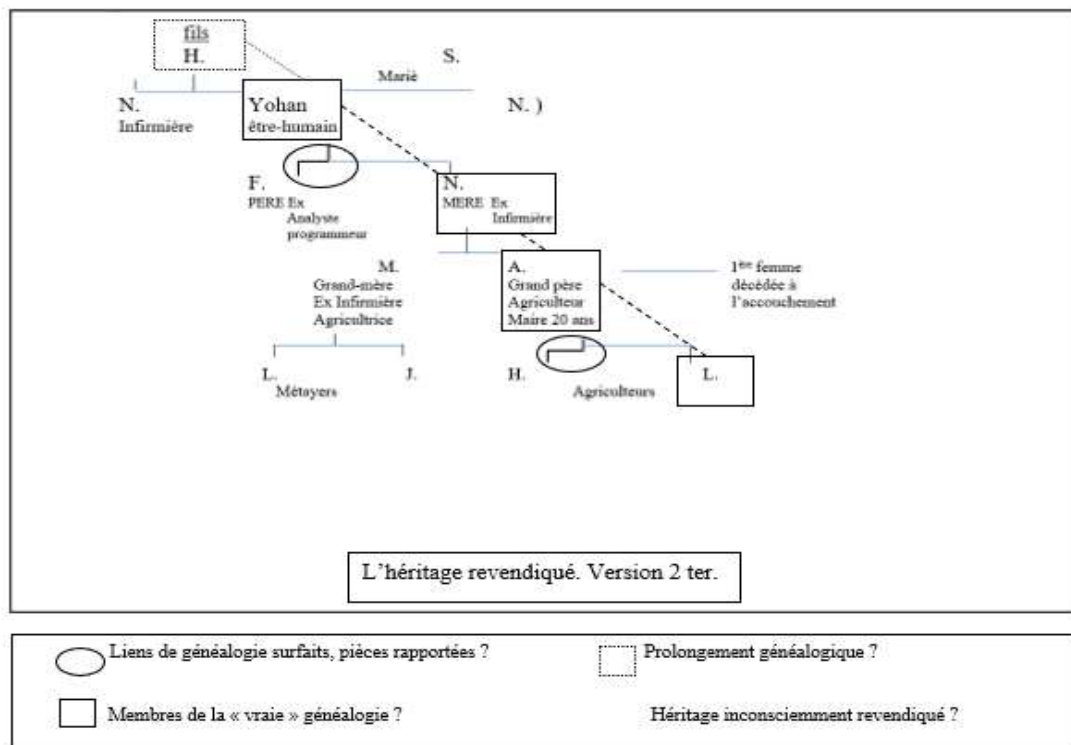 fils
H.
S.
Mariè
N.
Infirmière
Yohan
être-humain
N. )
F.
PERE Ex
Analyste
programmeur
N.
MERE Ex
Infirmière
M.
Grand-mère
Ex Infirmière
Agricultrice
A.
Grand père
Agriculteur
Maire 20 ans
1ère femme
décédée à
l’accouchement
L.
Métayers
J.
H.
Agriculteurs
L.
L’héritage revendiqué. Version 2 ter.
Liens de généalogie surfaits, pièces rapportées ?
Prolongement généalogique ?
Membres de la « vraie » généalogie ?
Héritage inconsciemment revendiqué ?